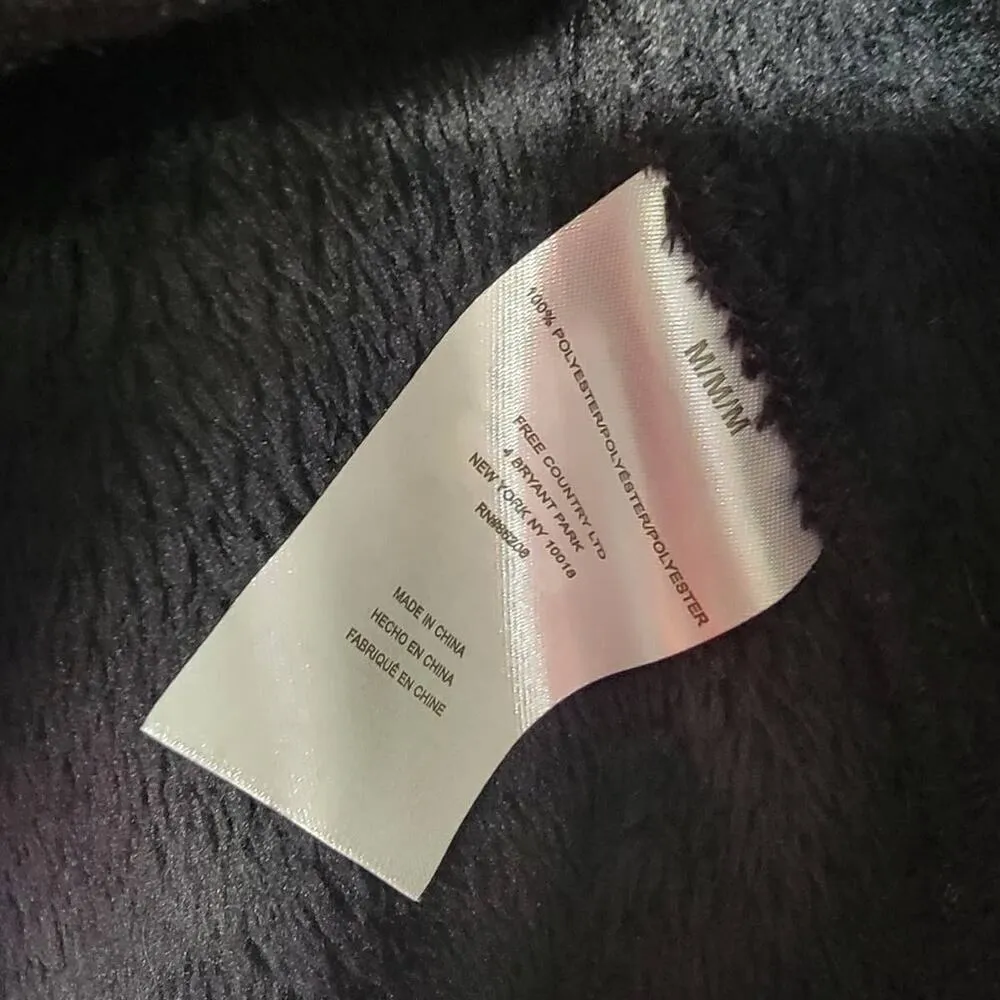 M/M/M
100% POLYESTER/POLYÉSTER/POLYESTER
FREE COUNTRY LTD
4 BRYANT PARK
NEW YORK NY 10018
MADE IN CHINA
HECHO EN CHINA
FABRIQUÉ EN CHINE